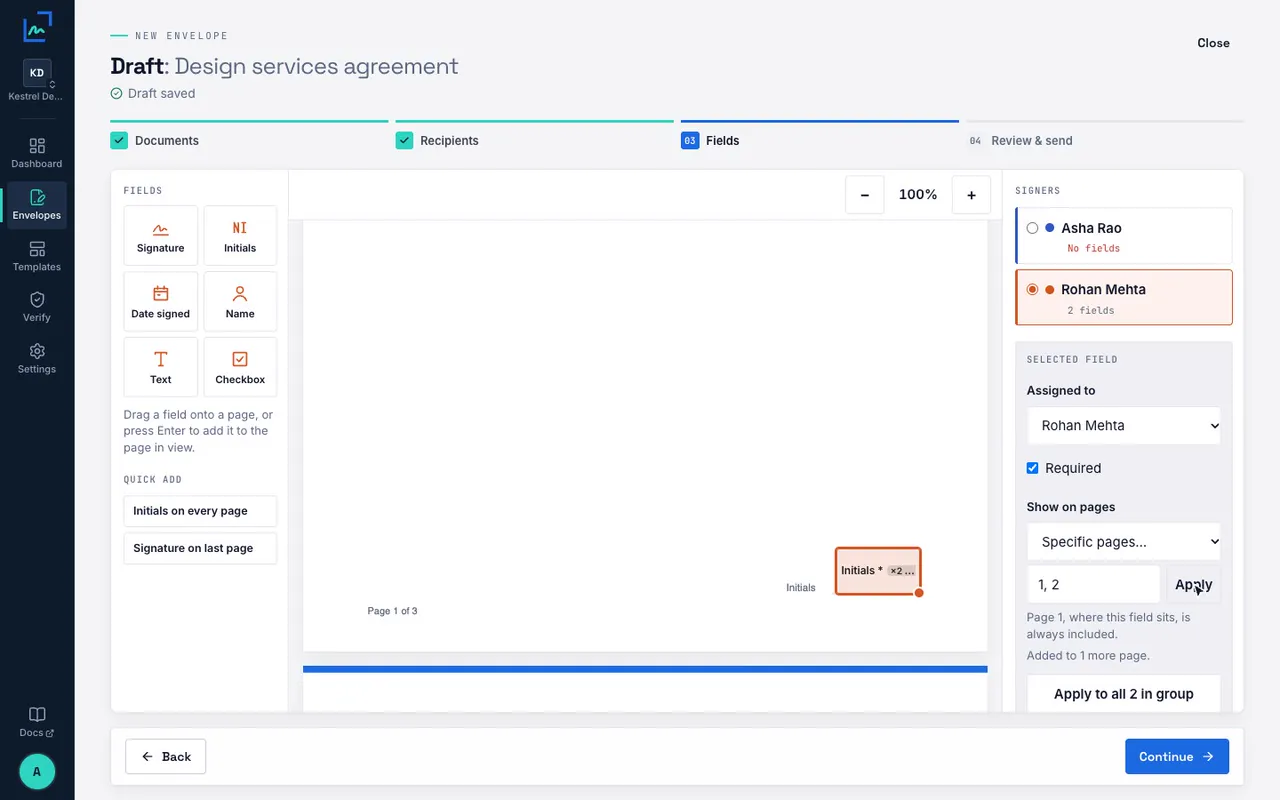 KD
Kestrel De...
Dashboard
Envelopes
Templates
Verify
Settings
Docs
A
NEW ENVELOPE
Draft: Design services agreement
Draft saved
Close
Documents
Recipients
03 Fields
04 Review & send
FIELDS
Signature
NI Initials
Date signed
Name
Text
Checkbox
Drag a field onto a page, or
press Enter to add it to the
page in view.
QUICK ADD
Initials on every page
Signature on last page
− 100% +
Initials
Initials * ×2 ...
Page 1 of 3
SIGNERS
Asha Rao
No fields
Rohan Mehta
2 fields
SELECTED FIELD
Assigned to
Rohan Mehta
Required
Show on pages
Specific pages...
1, 2
Apply
Page 1, where this field sits, is
always included.
Added to 1 more page.
Apply to all 2 in group
Back
Continue